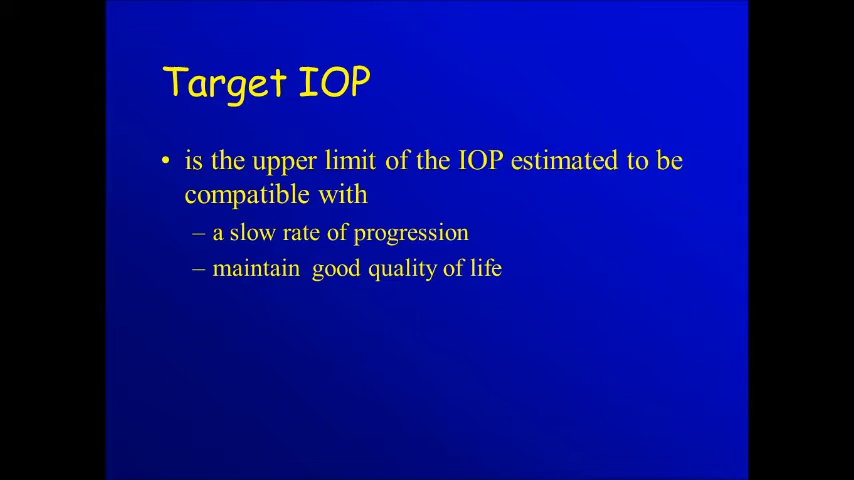 Target IOP
• is the upper limit of the IOP estimated to be
compatible with
– a slow rate of progression
– maintain good quality of life